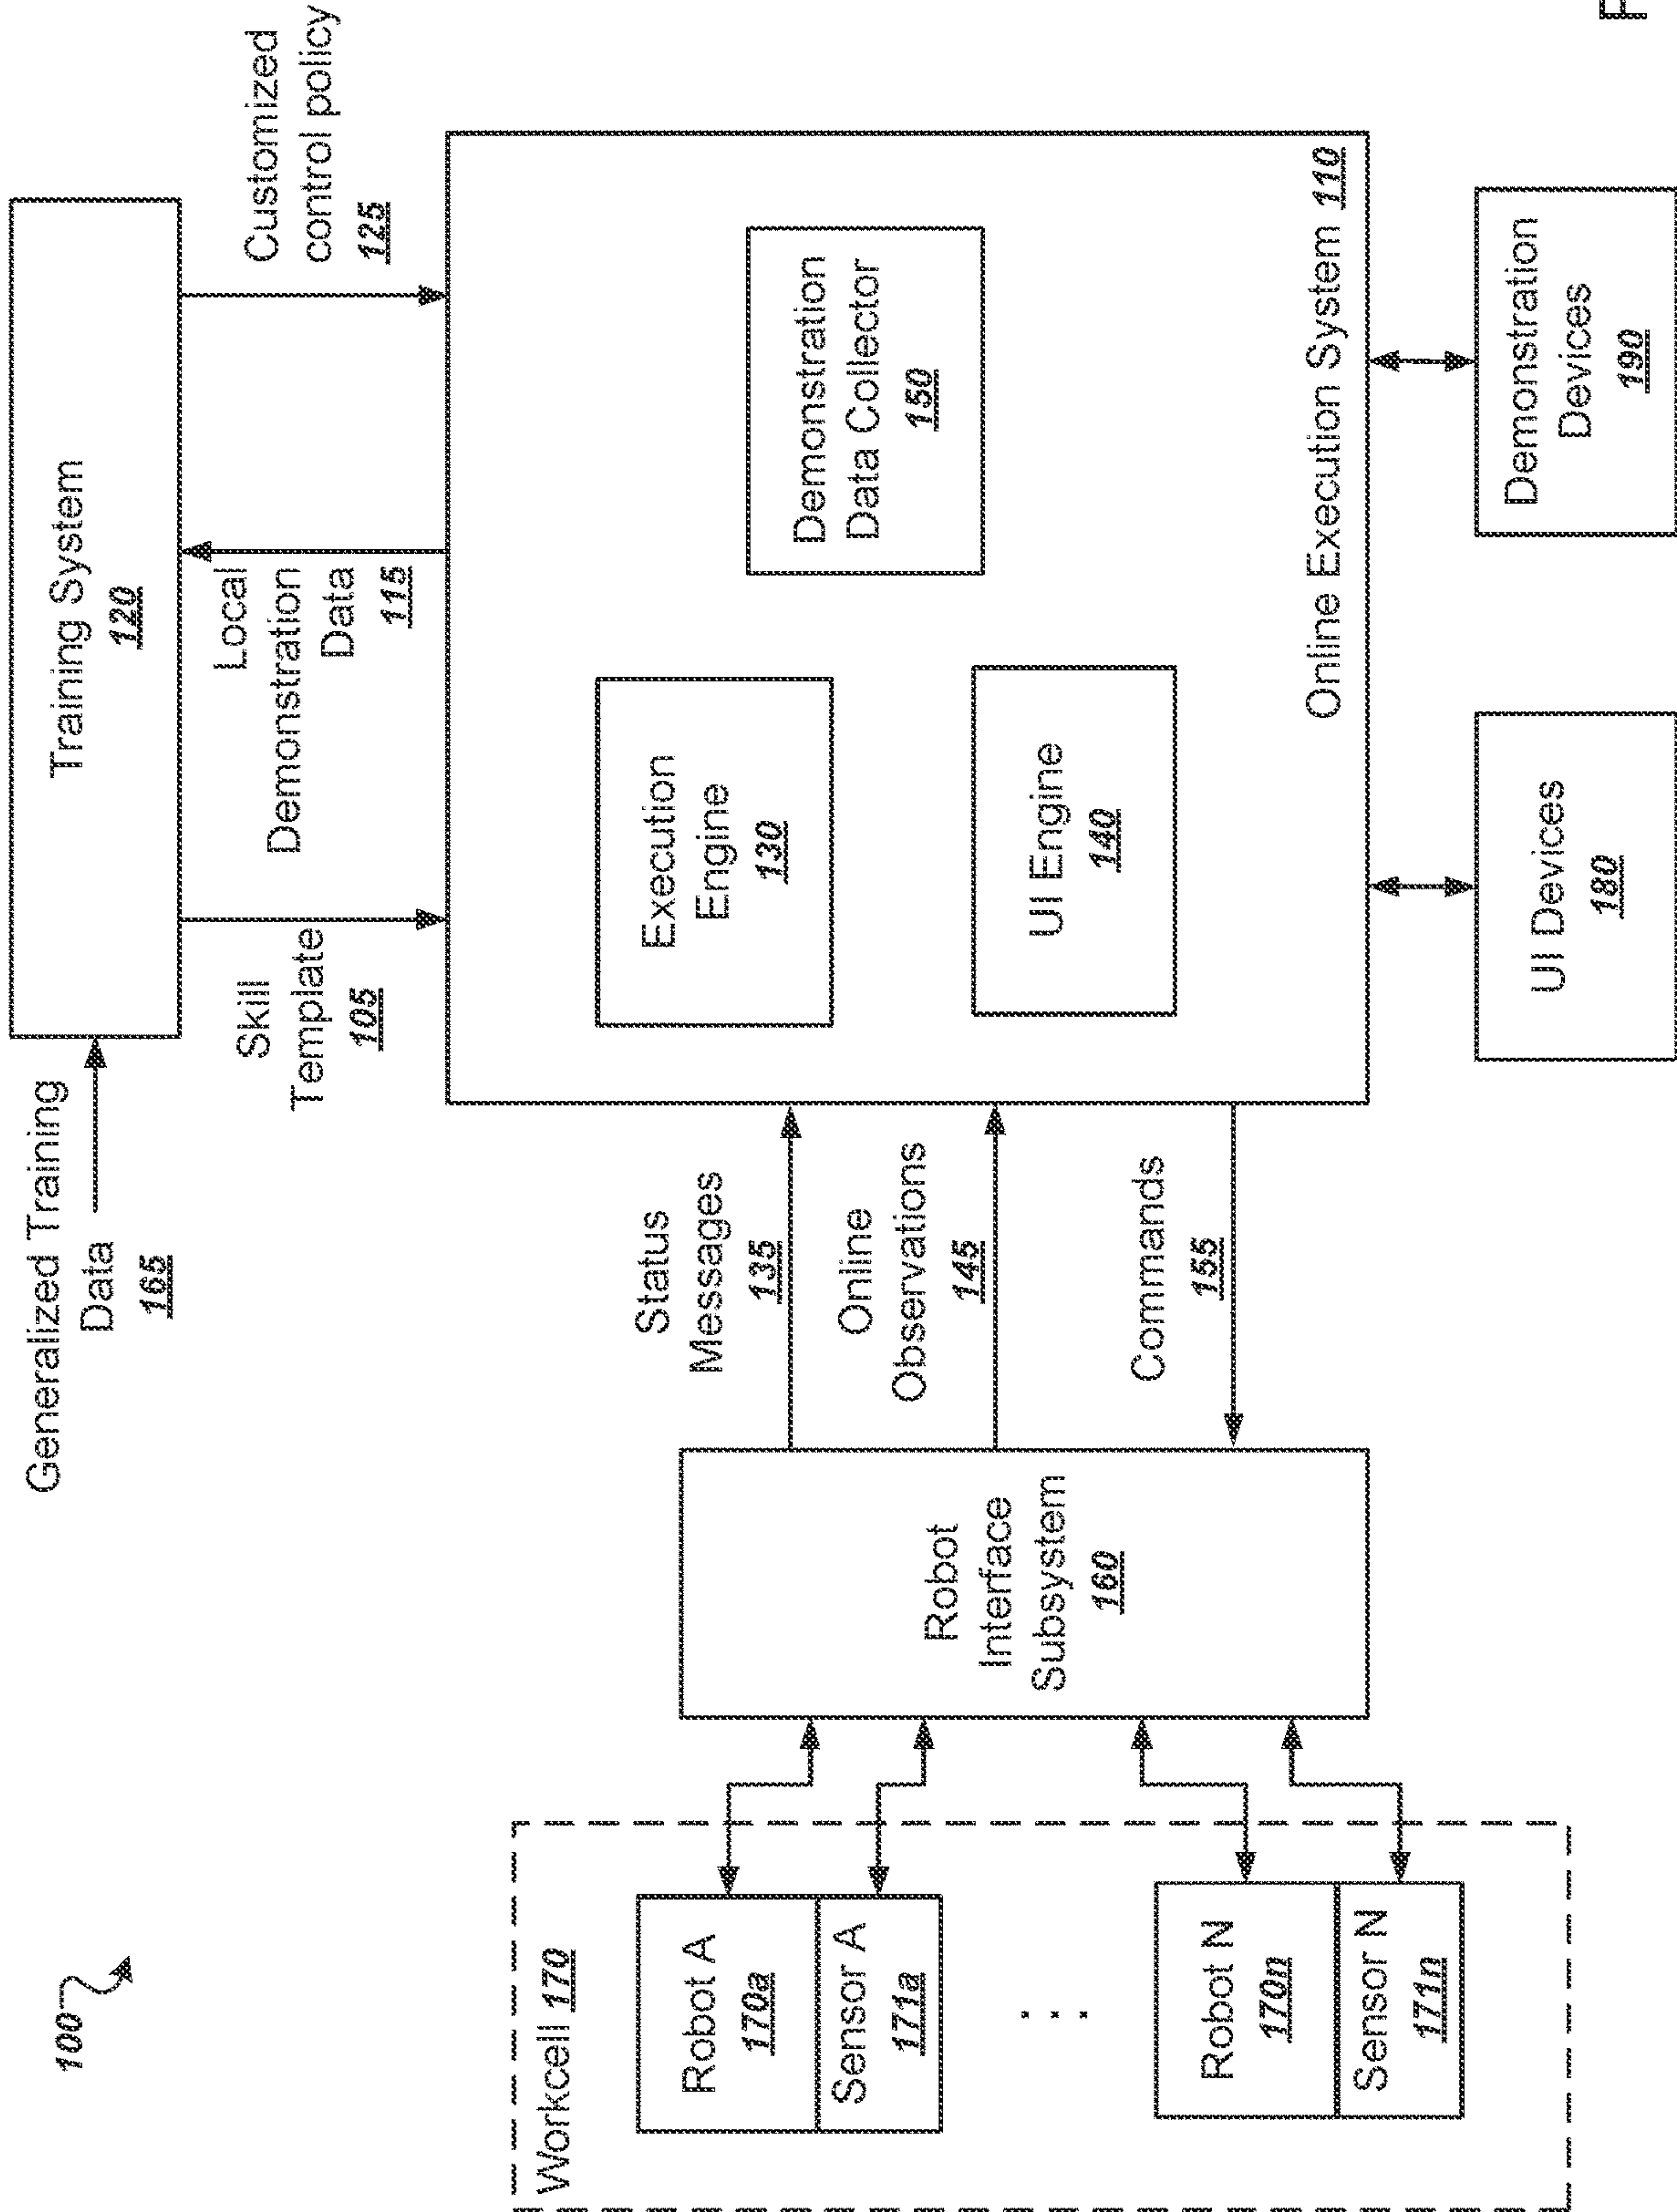 100
Generalized Training
Data
165
Training System
120
Skill
Template
105
Local
Demonstration
Data
115
Customized
control policy
125
Workcell 170
Robot A
170a
Sensor A
171a
. . .
Robot N
170n
Sensor N
171n
Robot
Interface
Subsystem
160
Status
Messages
135
Online
Observations
145
Commands
155
Execution
Engine
130
UI Engine
140
Demonstration
Data Collector
150
Online Execution System 110
UI Devices
180
Demonstration
Devices
190